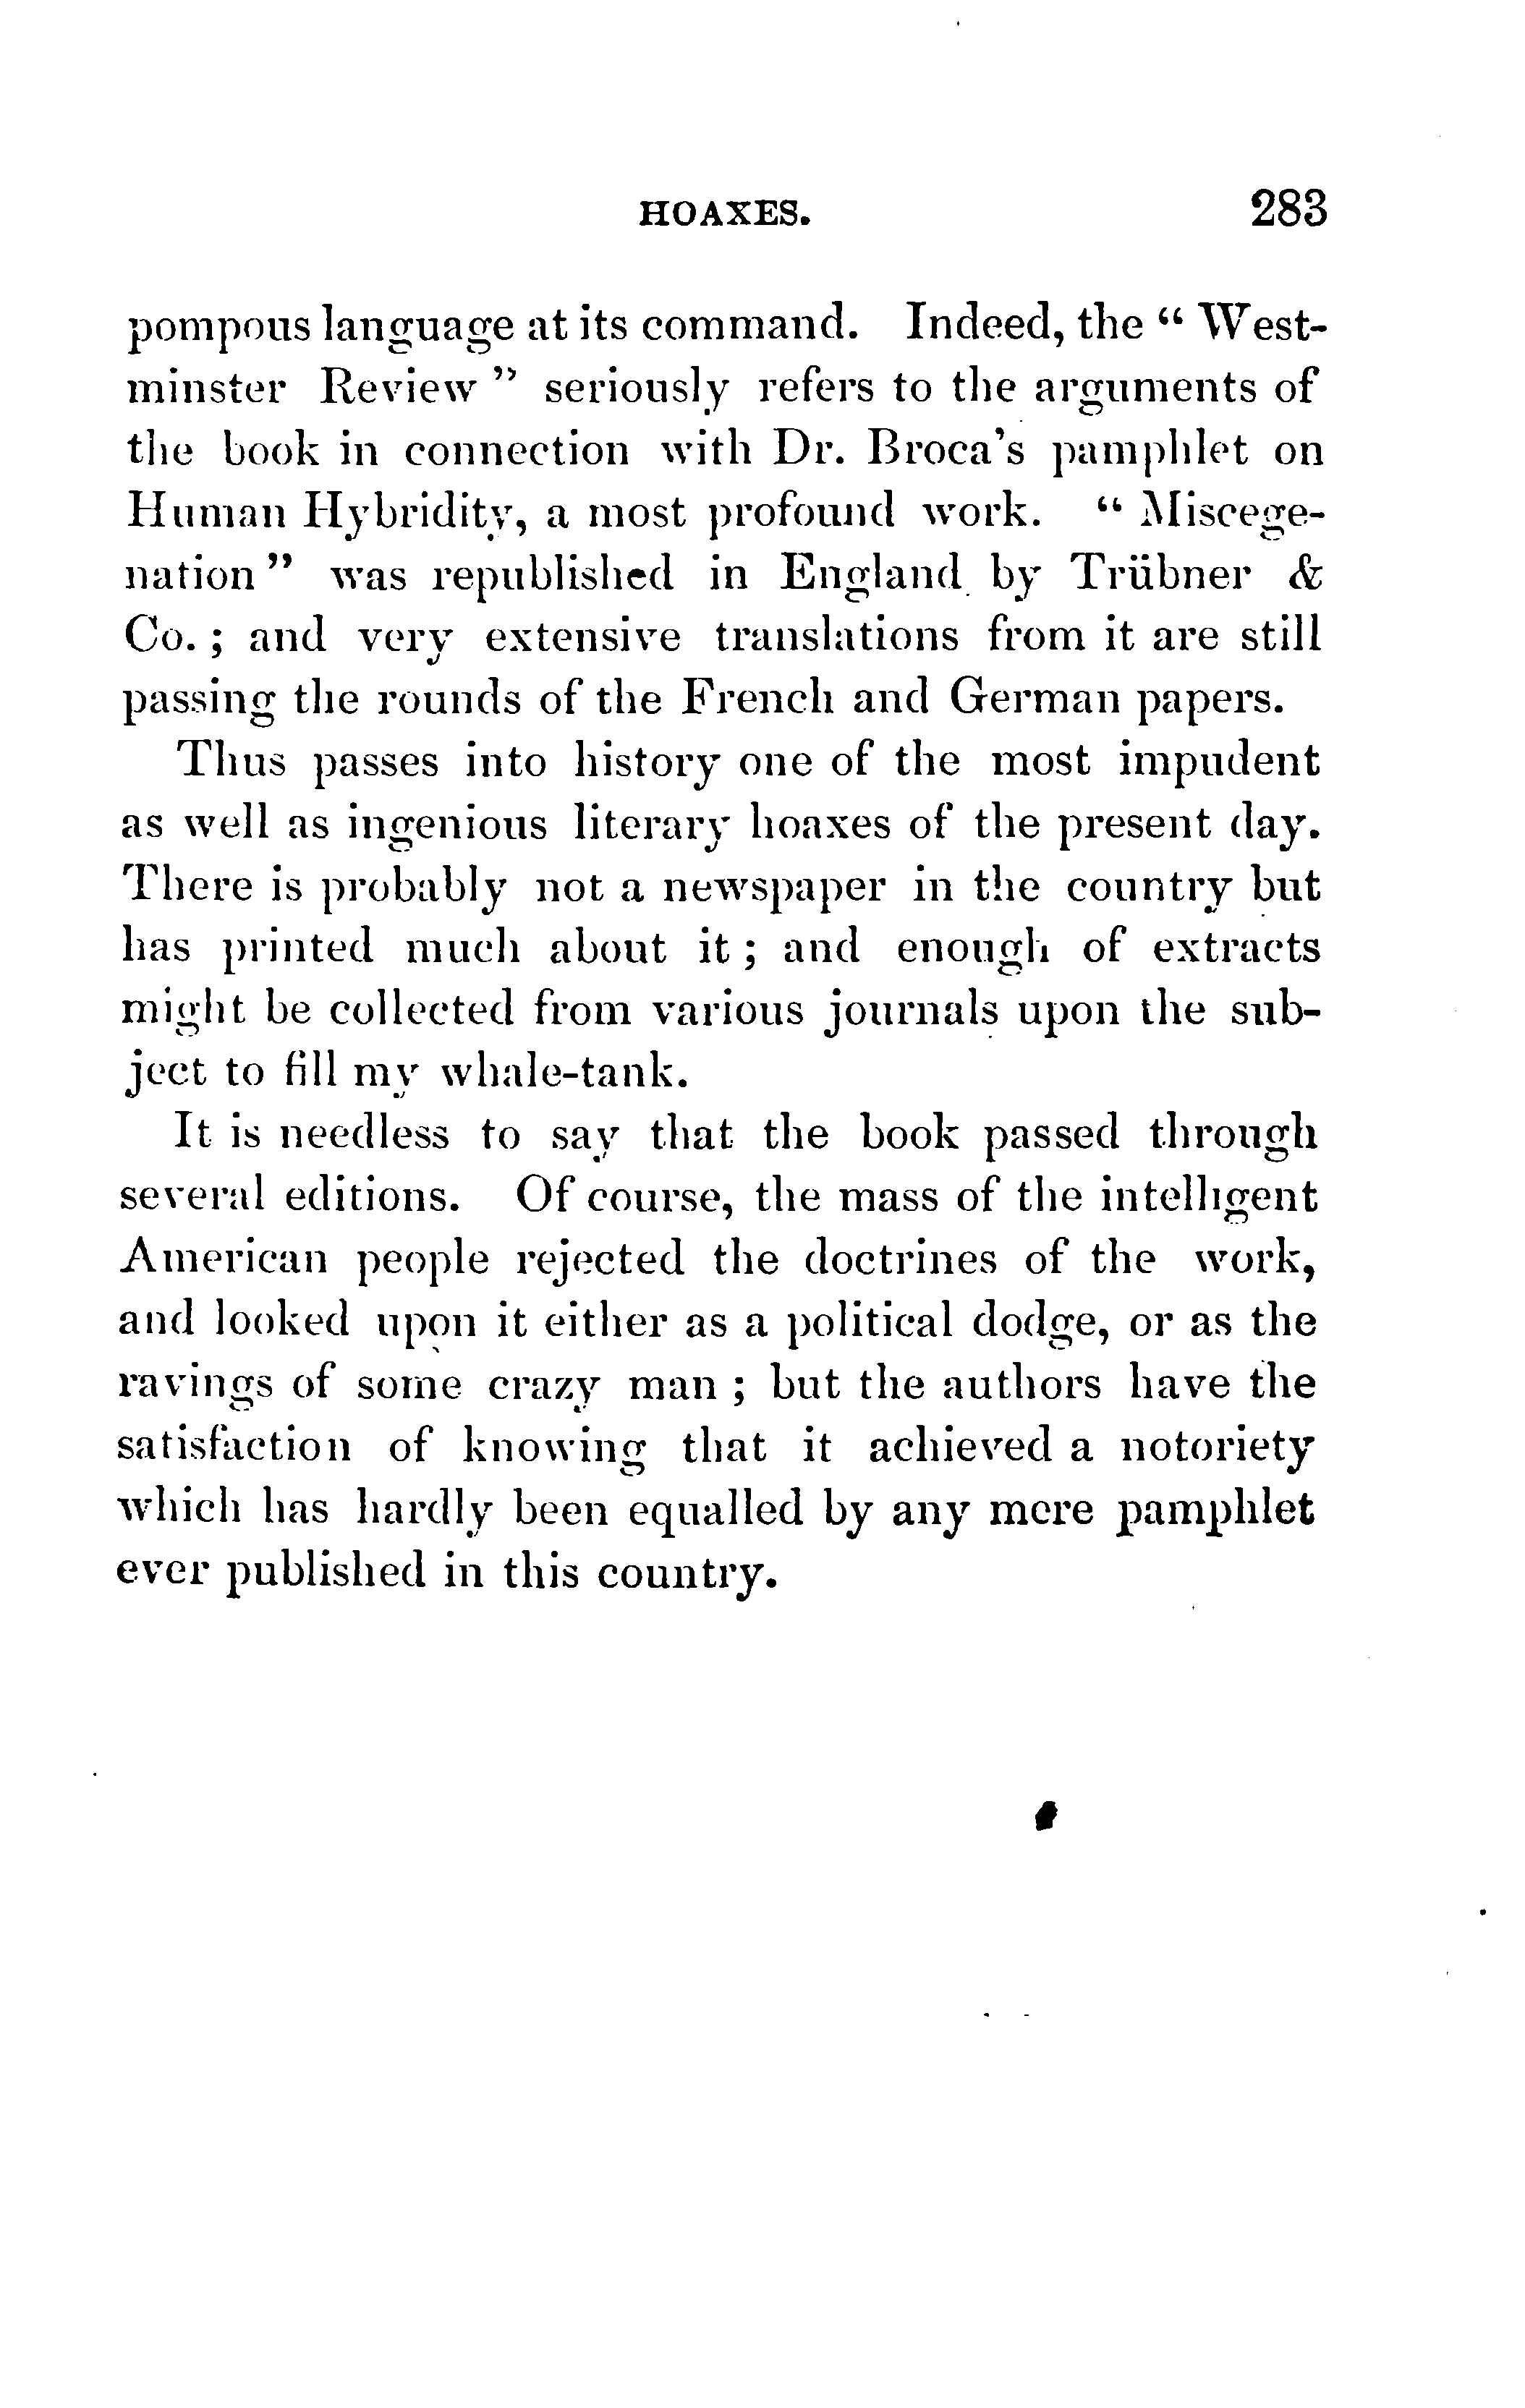 HOAXES. 283
pompous language at its command. Indeed, the “ West-
minster Review ” seriously refers to the arguments of
the book in connection with Dr. Broca's pamphlet on
Human Hybridity, a most profound work. “ Miscege-
nation ” was republished in England by Trübner &
Co. ; and very extensive translations from it are still
passing the rounds of the French and German papers.
Thus passes into history one of the most impudent
as well as ingenious literary hoaxes of the present day.
There is probably not a newspaper in the country but
has printed much about it ; and enough of extracts
might be collected from various journals upon the sub-
ject to fill my whale-tank.
It is needless to say that the book passed through
several editions. Of course, the mass of the intelligent
American people rejected the doctrines of the work,
and looked upon it either as a political dodge, or as the
ravings of some crazy man ; but the authors have the
satisfaction of knowing that it achieved a notoriety
which has hardly been equalled by any mere pamphlet
ever published in this country.